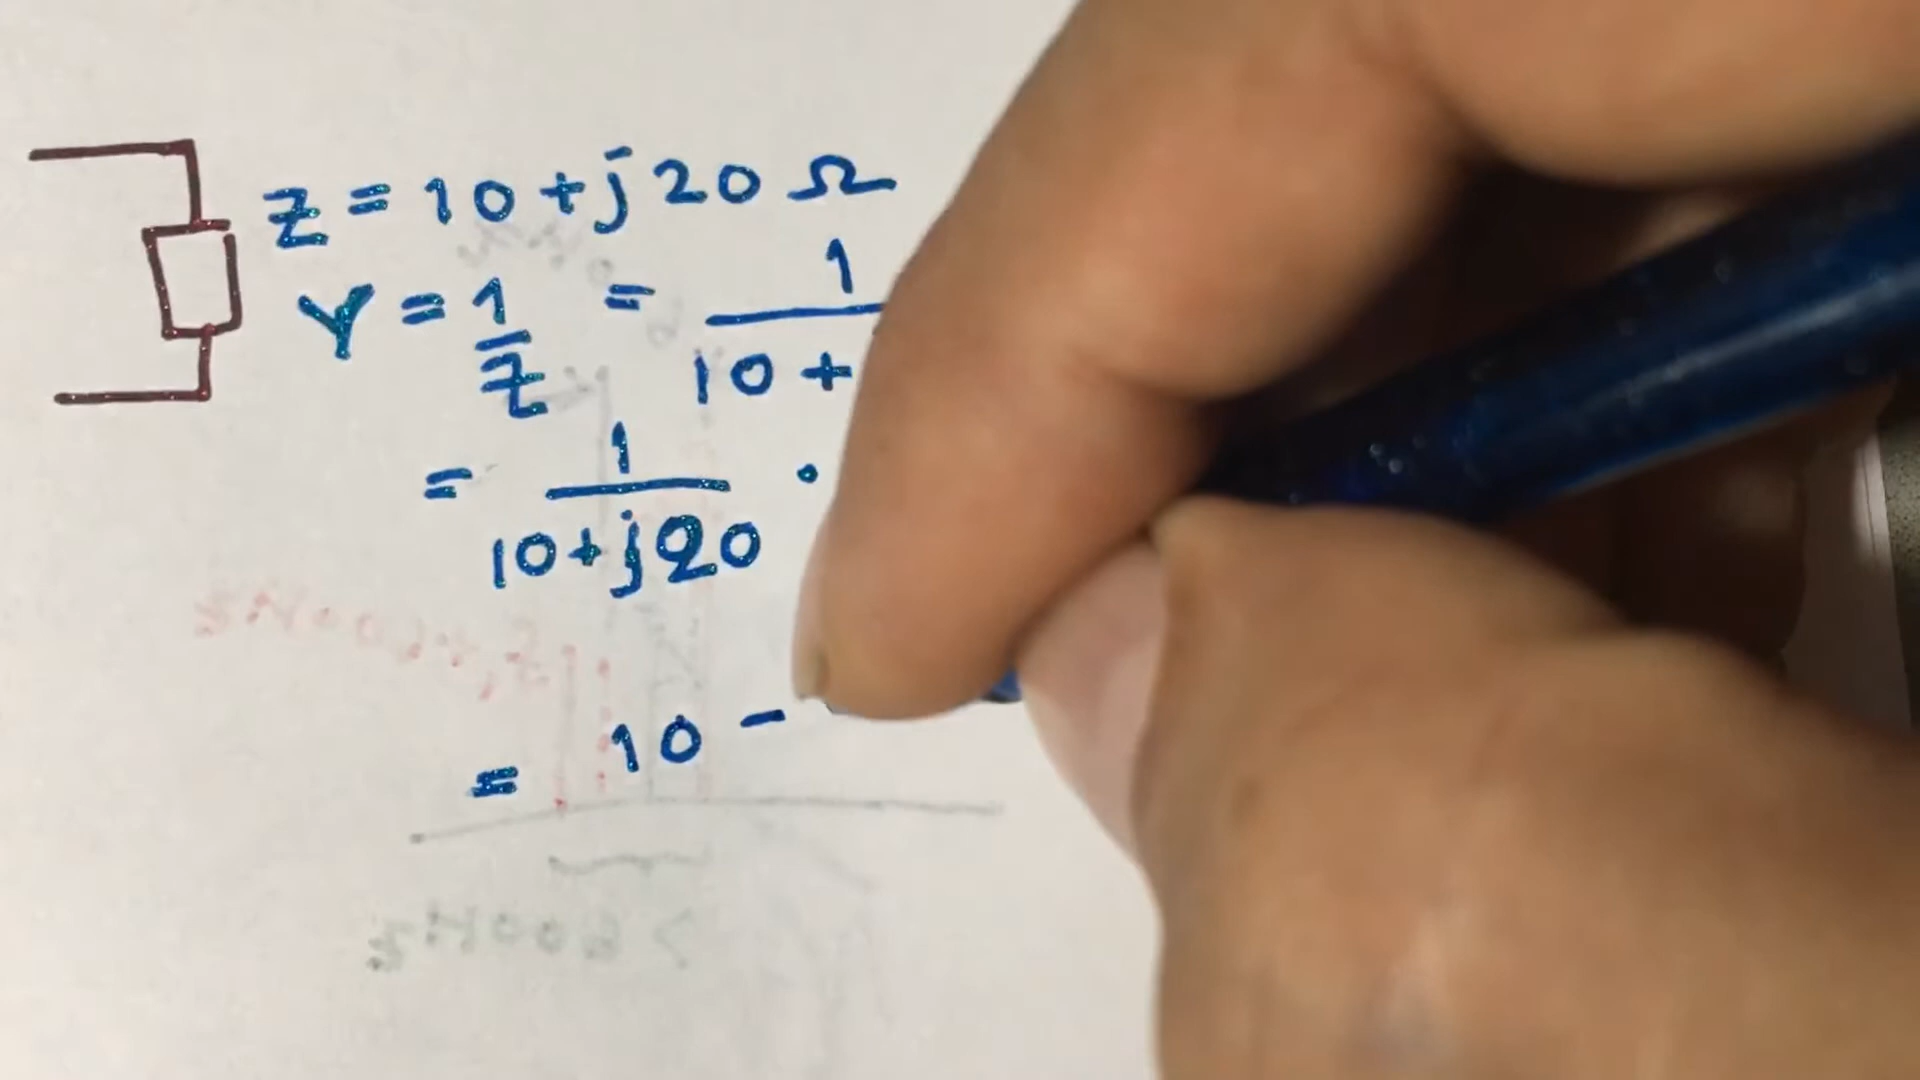 Z = 10 + j20 Ω
Y = 1/Z = 1/10 +
= 1/10+j20 ·
= 10 -